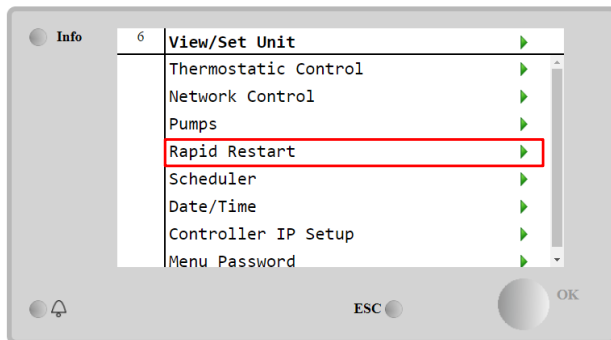 Info
6 View/Set Unit
Thermostatic Control
Network Control
Pumps
Rapid Restart
Scheduler
Date/Time
Controller IP Setup
Menu Password
ESC
OK